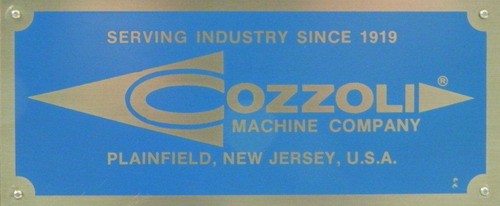 SERVING INDUSTRY SINCE 1919
COZZOLI®
MACHINE COMPANY
PLAINFIELD, NEW JERSEY, U.S.A.